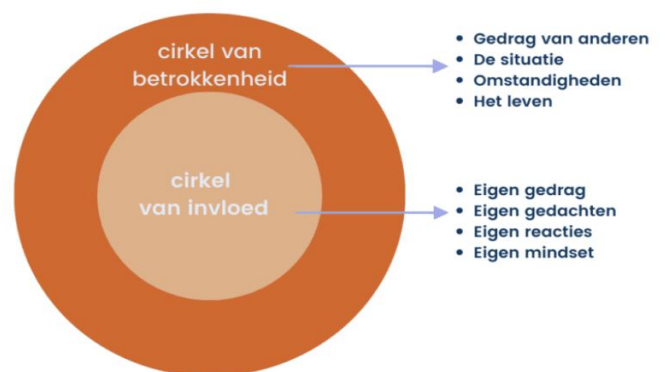 cirkel van
betrokkenheid
• Gedrag van anderen
• De situatie
• Omstandigheden
• Het leven
cirkel
van invloed
• Eigen gedrag
• Eigen gedachten
• Eigen reacties
• Eigen mindset